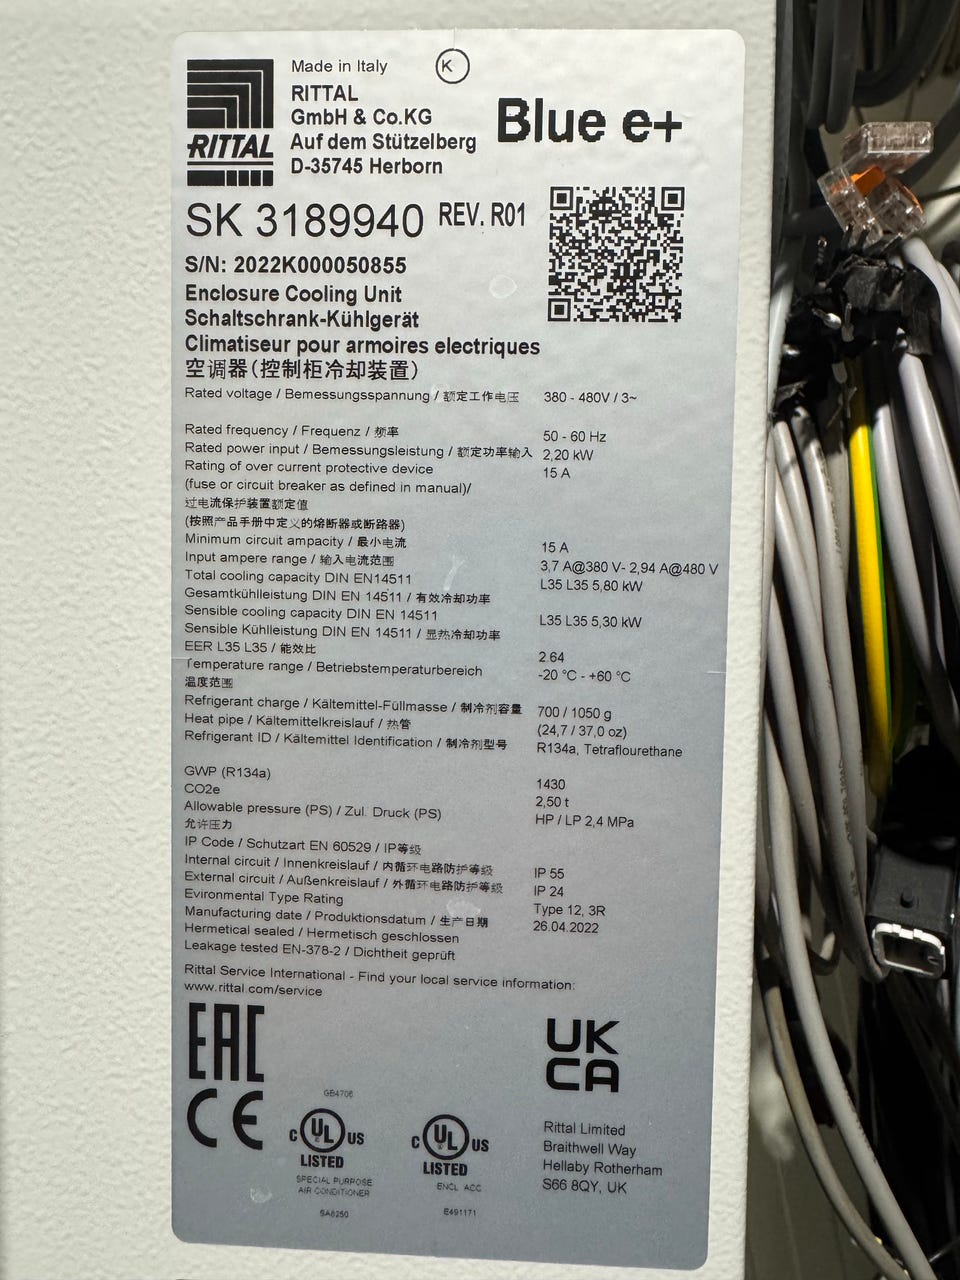 Made in Italy
K
RITTAL
GmbH & Co.KG
Auf dem Stützelberg
D-35745 Herborn
Blue e+
RITTAL
SK 3189940 REV. R01
S/N: 2022K000050855
Enclosure Cooling Unit
Schaltschrank-Kühlgerät
Climatiseur pour armoires electriques
空调器(控制柜冷却装置)
Rated voltage / Bemessungsspannung / 额定工作电压 380 - 480V / 3~
Rated frequency / Frequenz / 频率 50 - 60 Hz
Rated power input / Bemessungsleistung / 额定功率输入 2,20 kW
Rating of over current protective device 15 A
(fuse or circuit breaker as defined in manual)/
过电流保护装置额定值
(按照产品手册中定义的熔断器或断路器)
Minimum circuit ampacity / 最小电流 15 A
Input ampere range / 输入电流范围 3,7 A@380 V- 2,94 A@480 V
Total cooling capacity DIN EN14511 L35 L35 5,80 kW
Gesamtkühlleistung DIN EN 14511 / 有效冷却功率
Sensible cooling capacity DIN EN 14511 L35 L35 5,30 kW
Sensible Kühlleistung DIN EN 14511 / 显热冷却功率
EER L35 L35 / 能效比 2.64
Temperature range / Betriebstemperaturbereich -20 °C - +60 °C
温度范围
Refrigerant charge / Kältemittel-Füllmasse / 制冷剂容量 700 / 1050 g
Heat pipe / Kältemittelkreislauf / 热管 (24,7 / 37,0 oz)
Refrigerant ID / Kältemittel Identification / 制冷剂型号 R134a, Tetraflourethane
GWP (R134a) 1430
CO2e 2,50 t
Allowable pressure (PS) / Zul. Druck (PS) HP / LP 2,4 MPa
允许压力
IP Code / Schutzart EN 60529 / IP等级
Internal circuit / Innenkreislauf / 内循环电路防护等级 IP 55
External circuit / Außenkreislauf / 外循环电路防护等级 IP 24
Evironmental Type Rating Type 12, 3R
Manufacturing date / Produktionsdatum / 生产日期 26.04.2022
Hermetical sealed / Hermetisch geschlossen
Leakage tested EN-378-2 / Dichtheit geprüft
Rittal Service International - Find your local service information:
www.rittal.com/service
EAC
UK
CA
CE
GB4706
C UL US
LISTED
SPECIAL PURPOSE
AIR CONDITIONER
SA8250
C UL US
LISTED
ENCL ACC
E491171
Rittal Limited
Braithwell Way
Hellaby Rotherham
S66 8QY, UK